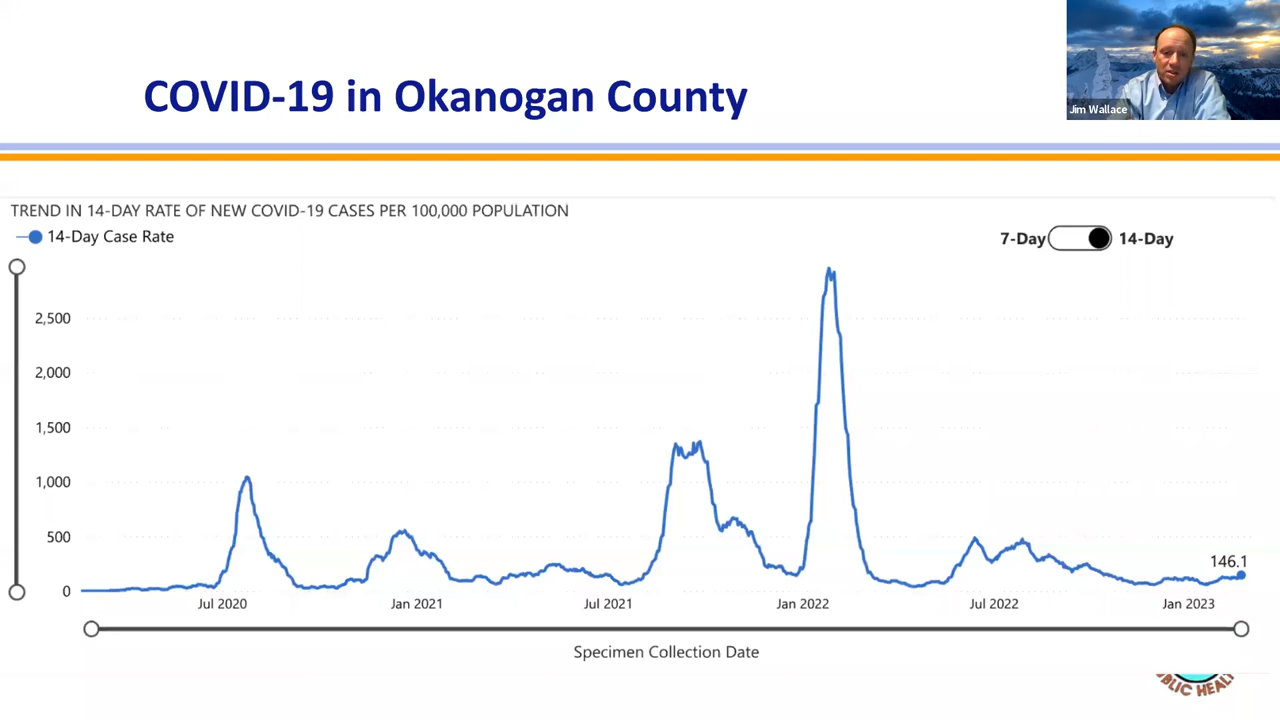 COVID-19 in Okanogan County
Jim Wallace
TREND IN 14-DAY RATE OF NEW COVID-19 CASES PER 100,000 POPULATION
14-Day Case Rate
7-Day 14-Day
2,500
2,000
1,500
1,000
500
0
146.1
Jul 2020 Jan 2021 Jul 2021 Jan 2022 Jul 2022 Jan 2023
Specimen Collection Date